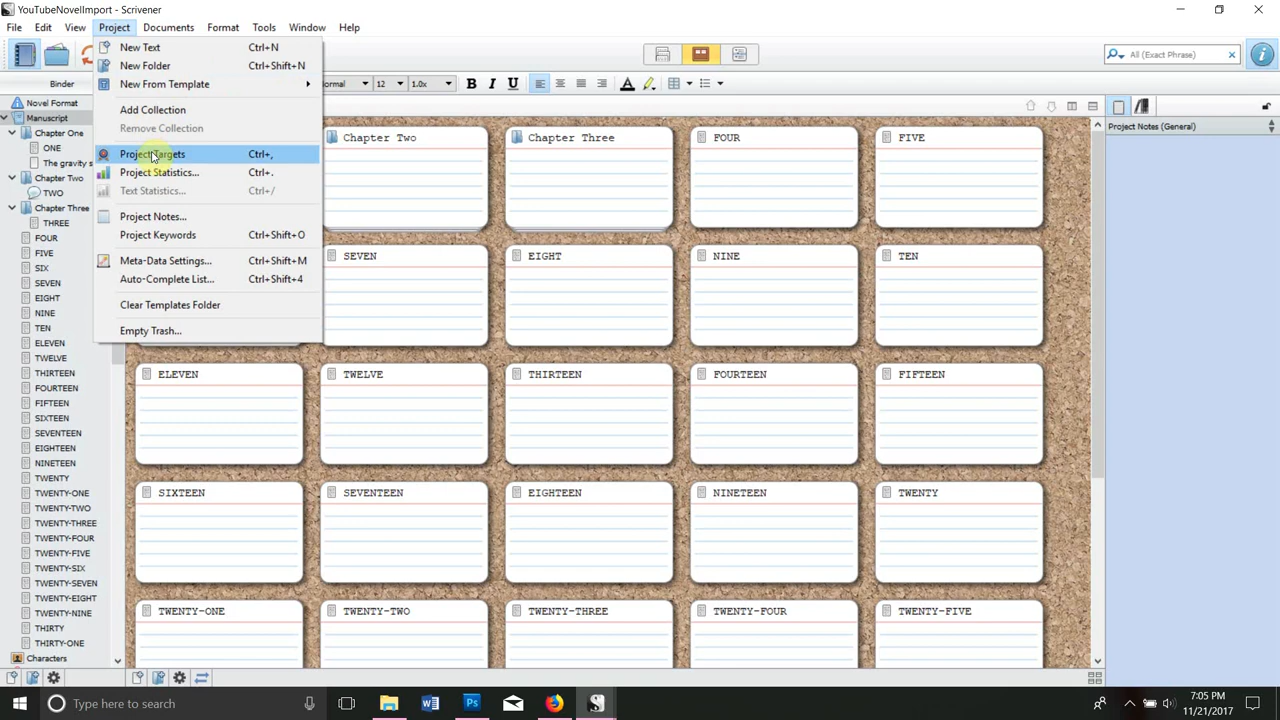 YouTubeNovelImport - Scrivener
File Edit View Project Documents Format Tools Window Help
New Text Ctrl+N
New Folder Ctrl+Shift+N
New From Template
Add Collection
Remove Collection
Project Targets Ctrl+,
Project Statistics... Ctrl+.
Text Statistics... Ctrl+/
Project Notes...
Project Keywords Ctrl+Shift+O
Meta-Data Settings... Ctrl+Shift+M
Auto-Complete List... Ctrl+Shift+4
Clear Templates Folder
Empty Trash...
All (Exact Phrase)
12 1.0x B I U A
Binder
Novel Format
Manuscript
Chapter One
ONE
The gravity s
Chapter Two
TWO
Chapter Three
THREE
FOUR
FIVE
SIX
SEVEN
EIGHT
NINE
TEN
ELEVEN
TWELVE
THIRTEEN
FOURTEEN
FIFTEEN
SIXTEEN
SEVENTEEN
EIGHTEEN
NINETEEN
TWENTY
TWENTY-ONE
TWENTY-TWO
TWENTY-THREE
TWENTY-FOUR
TWENTY-FIVE
TWENTY-SIX
TWENTY-SEVEN
TWENTY-EIGHT
TWENTY-NINE
THIRTY
THIRTY-ONE
Characters
Chapter Two Chapter Three FOUR FIVE
SEVEN EIGHT NINE TEN
ELEVEN TWELVE THIRTEEN FOURTEEN FIFTEEN
SIXTEEN SEVENTEEN EIGHTEEN NINETEEN TWENTY
TWENTY-ONE TWENTY-TWO TWENTY-THREE TWENTY-FOUR TWENTY-FIVE
Project Notes (General)
Type here to search
7:05 PM
11/21/2017